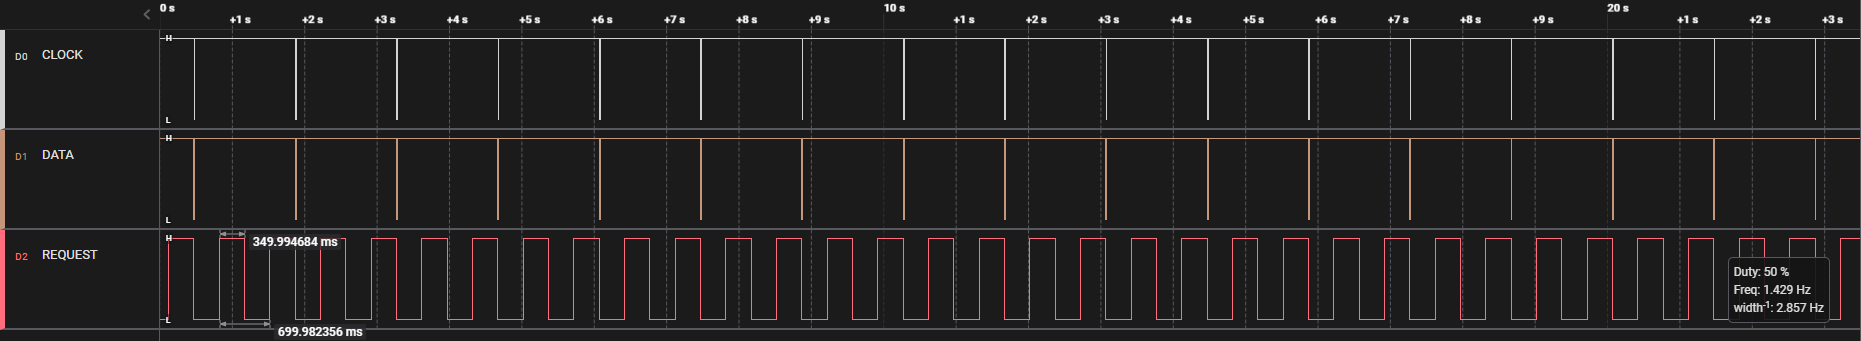 0 s 10 s 20 s
+1 s +2 s +3 s +4 s +5 s +6 s +7 s +8 s +9 s +1 s +2 s +3 s +4 s +5 s +6 s +7 s +8 s +9 s +1 s +2 s +3 s
H
D0 CLOCK
L
H
D1 DATA
L
H
349.994684 ms
D2 REQUEST
Duty: 50 %
Freq: 1.429 Hz
width-1: 2.857 Hz
L
699.982356 ms